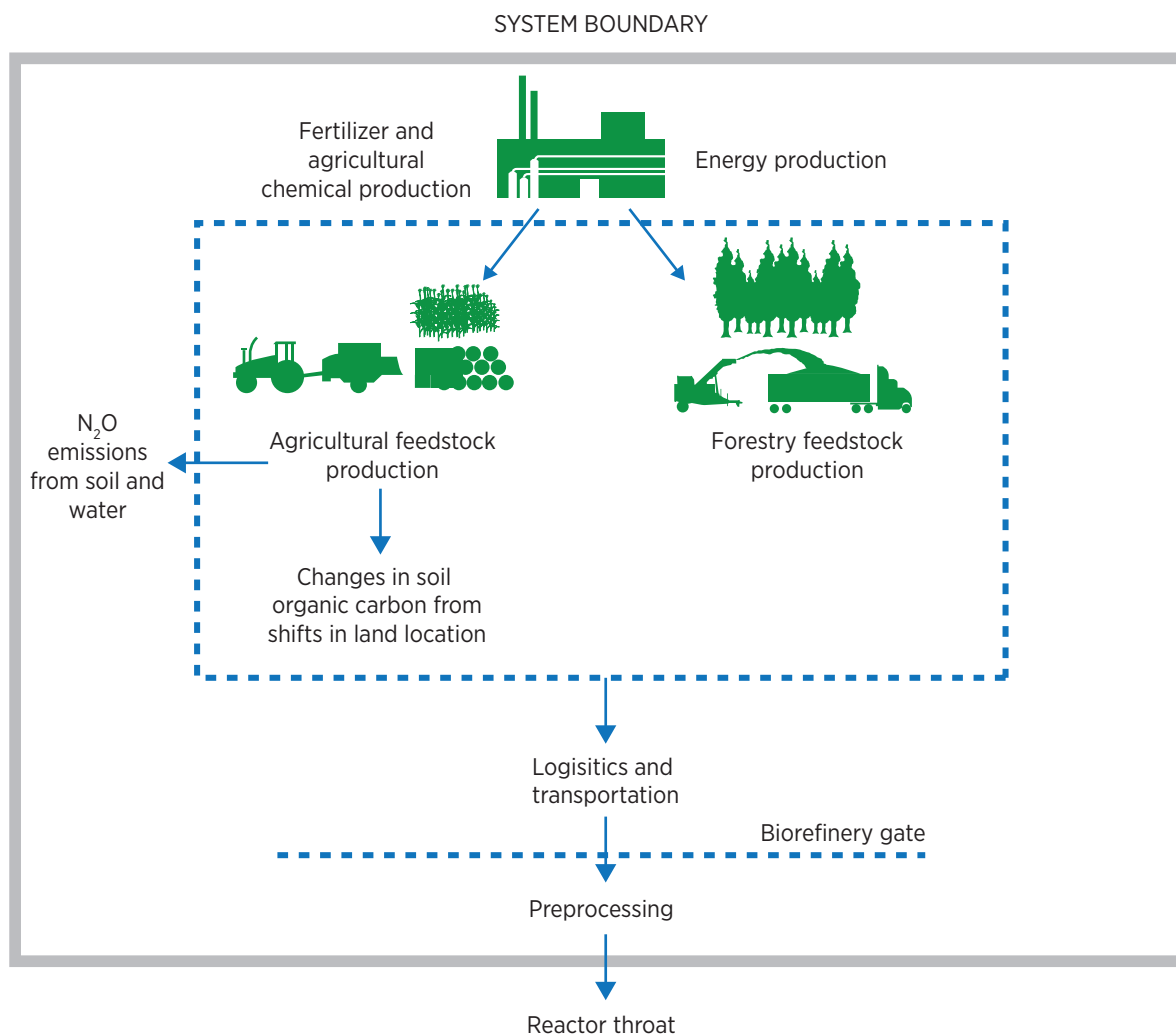 SYSTEM BOUNDARY
Fertilizer and
agricultural
chemical production
Energy production
N₂O
emissions
from soil and
water
Agricultural feedstock
production
Forestry feedstock
production
Changes in soil
organic carbon from
shifts in land location
Logisitics and
transportation
Biorefinery gate
Preprocessing
Reactor throat